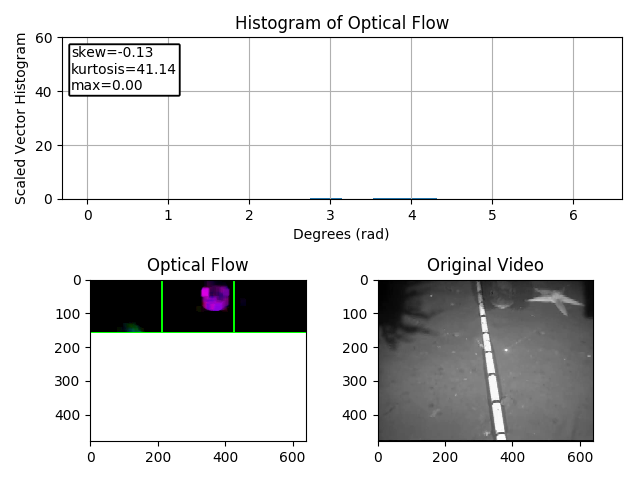 Histogram of Optical Flow
Scaled Vector Histogram
60
40
20
0
skew=-0.13
kurtosis=41.14
max=0.00
0 1 2 3 4 5 6
Degrees (rad)
Optical Flow
0
100
200
300
400
0 200 400 600
Original Video
0
100
200
300
400
0 200 400 600